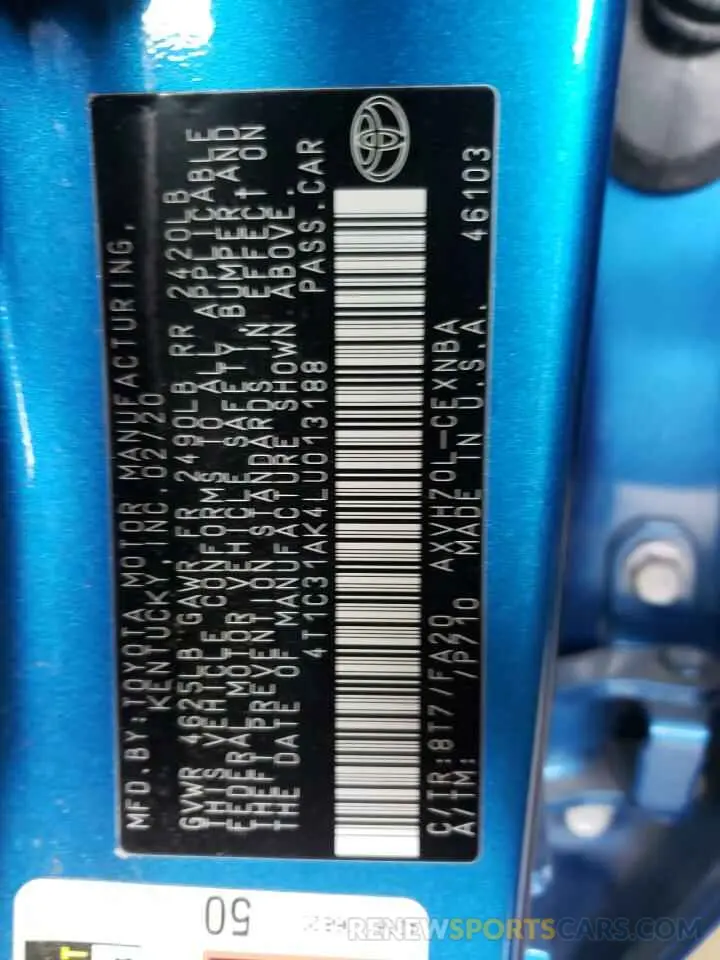 MFD.BY:TOYOTA MOTOR MANUFACTURING,
KENTUCKY, INC. 02/20
GVWR 4625LB GAWR FR 2490LB RR 2420LB
THIS VEHICLE CONFORMS TO ALL APPLICABLE
FEDERAL MOTOR VEHICLE SAFETY, BUMPER, AND
THEFT PREVENTION STANDARDS IN EFFECT ON
THE DATE OF MANUFACTURE SHOWN ABOVE.
4T1C31AK4LU013188 PASS.CAR
C/TR:8T7/FA20 AXVH70L-CEXNBA 46103
A/TM: /P710 MADE IN U.S.A.
50
T
RENEWSPORTSCARS.COM